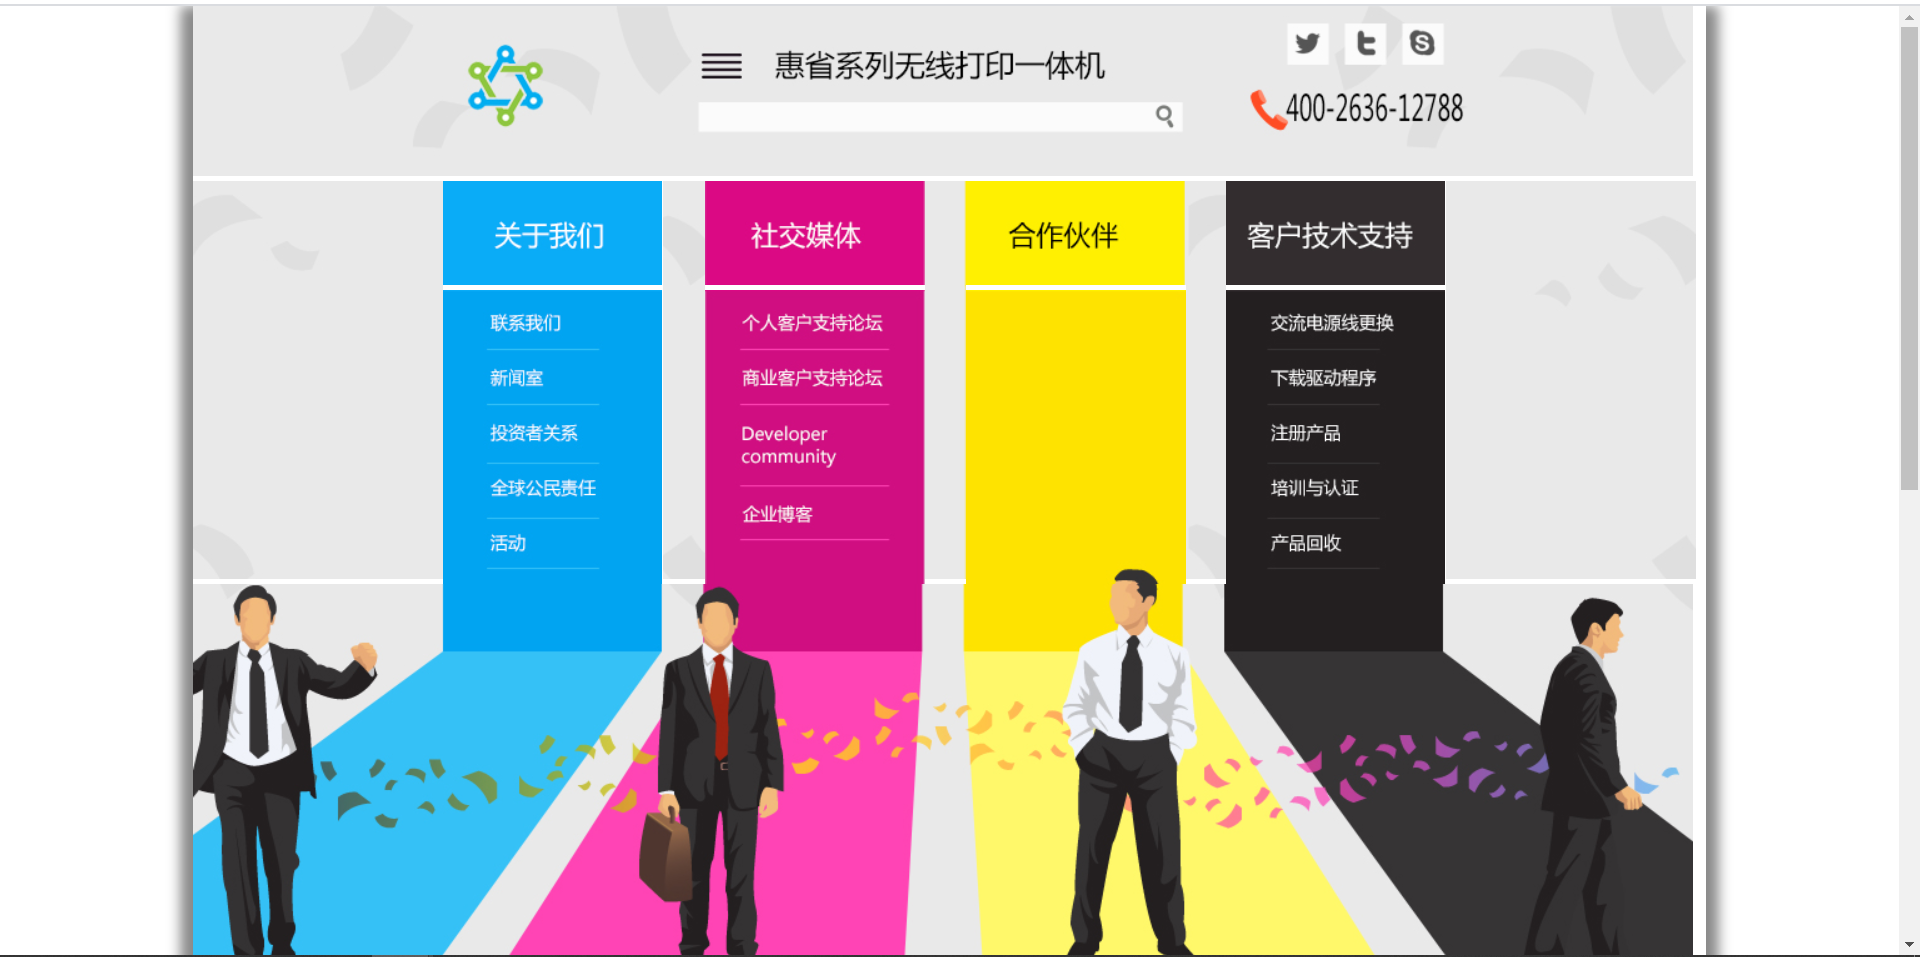 惠省系列无线打印一体机
400-2636-12788
关于我们
社交媒体
合作伙伴
客户技术支持
联系我们
新闻室
投资者关系
全球公民责任
活动
个人客户支持论坛
商业客户支持论坛
Developer
community
企业博客
交流电源线更换
下载驱动程序
注册产品
培训与认证
产品回收